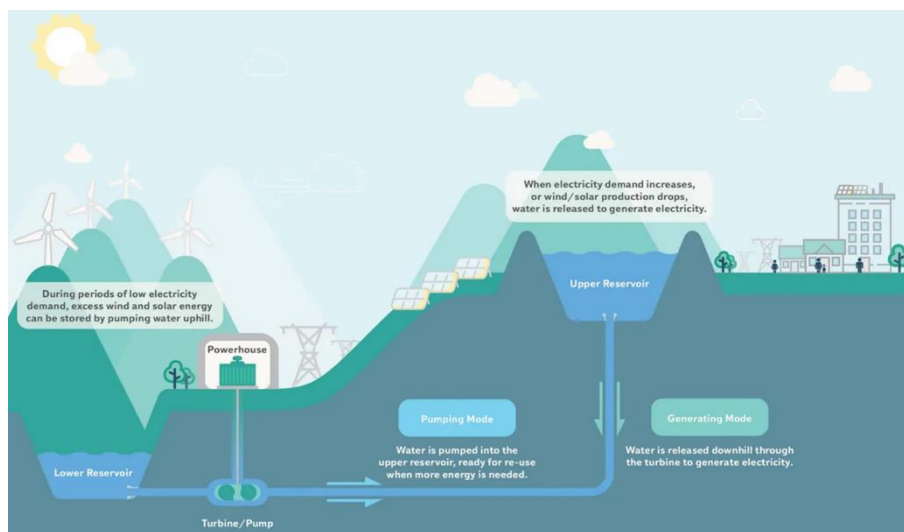 When electricity demand increases,
or wind/solar production drops,
water is released to generate electricity.
During periods of low electricity
demand, excess wind and solar energy
can be stored by pumping water uphill.
Upper Reservoir
Powerhouse
Pumping Mode
Water is pumped into the
upper reservoir, ready for re-use
when more energy is needed.
Generating Mode
Water is released downhill through
the turbine to generate electricity.
Lower Reservoir
Turbine/Pump